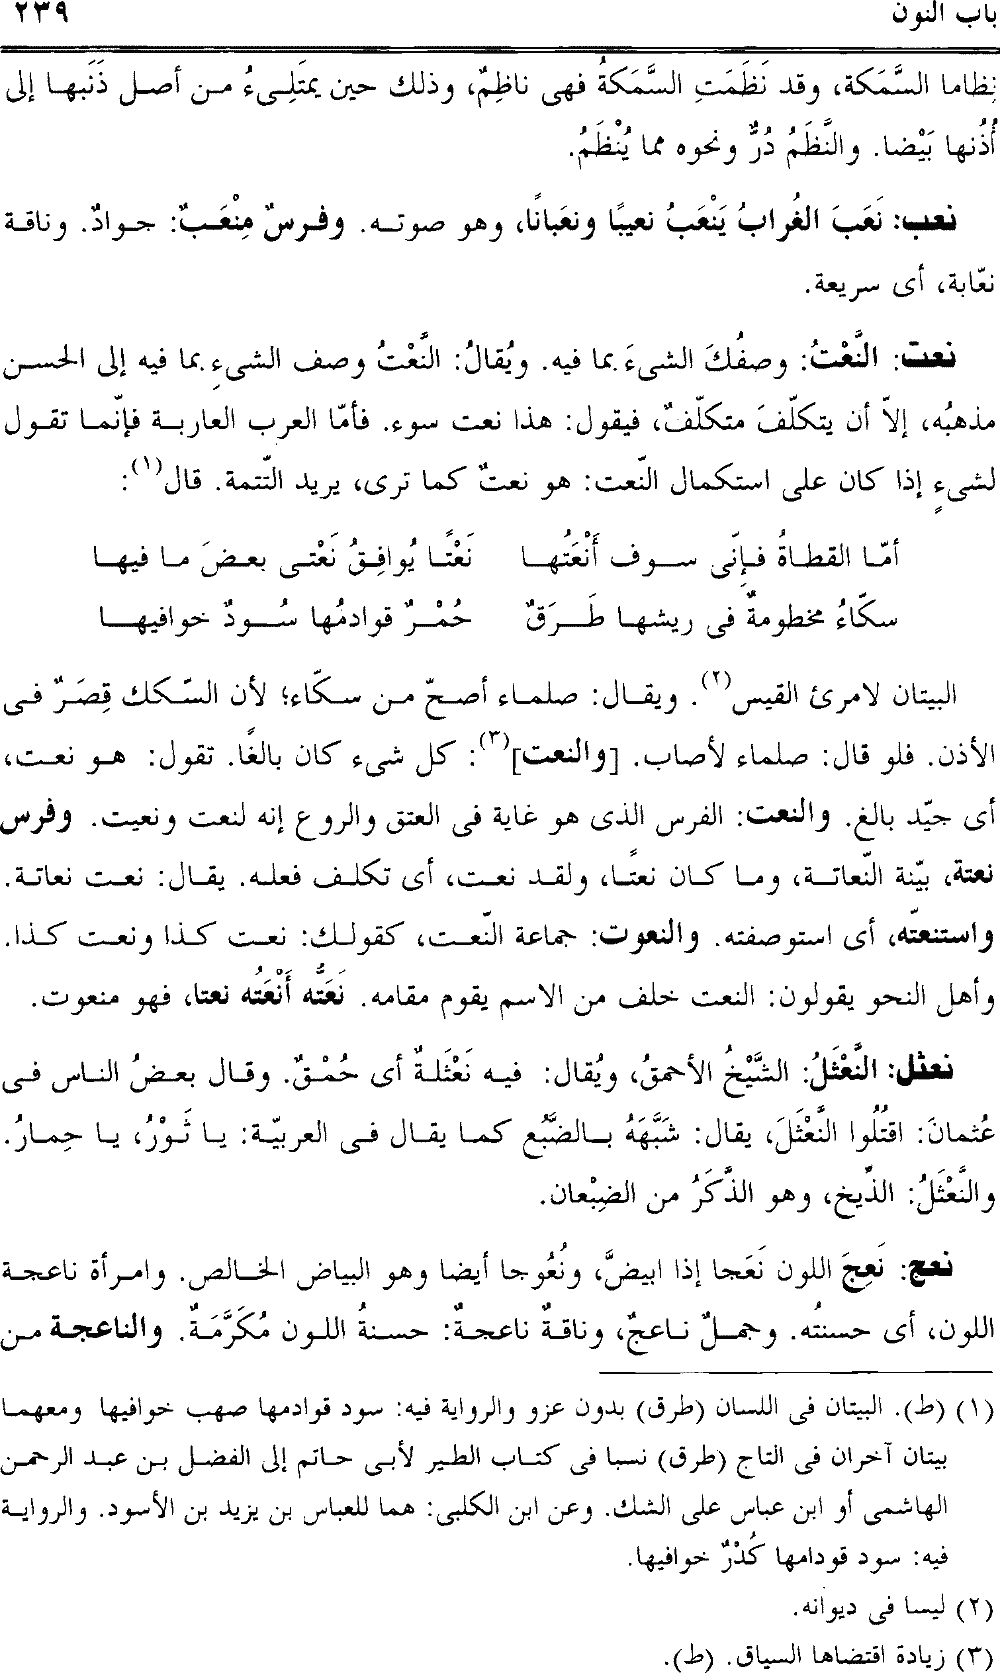 باب النون ٢٣٩
نِظاما السَّمَكة، وقد نَظَمَتِ السَّمَكةُ فهى ناظِمٌ، وذلك حين يمتَلِىءُ من أصل ذَنَبها إلى
أُذُنها بَيْضا. والنَّظَمُ دُرٌّ ونحوه مما يُنْظَمُ.
نعب: نَعَبَ الغُرابُ يَنْعَبُ نعيبًا ونعَبانًا، وهو صوته. وفرسٌ مِنْعَبٌ: جوادٌ. وناقة
نعّابة، أى سريعة.
نعت: النَّعْتُ: وصفُكَ الشىءَ بما فيه. ويُقالُ: النَّعْتُ وصف الشىءِ بما فيه إلى الحسن
مذهبُه، إلاّ أن يتكلّفَ متكلّفٌ، فيقول: هذا نعت سوء. فأمّا العرب العاربة فإنّما تقول
لشىءٍ إذا كان على استكمال النّعت: هو نعتٌ كما ترى، يريد التّتمة. قال(١):
أمّا القطاةُ فإنّى سوف أَنْعَتُها نَعْتًا يُوافِقُ نَعْتى بعضَ ما فيها
سكّاءُ مخطومةٌ فى ريشها طَرَقٌ حُمْرٌ قوادمُها سُودٌ خوافيها
البيتان لامرئ القيس(٢). ويقال: صلماء أصحّ من سكّاء؛ لأن السّكك قِصَرٌ فى
الأذن. فلو قال: صلماء لأصاب. [والنعت](٣): كل شىء كان بالغًا. تقول: هو نعت،
أى جيّد بالغ. والنعت: الفرس الذى هو غاية فى العتق والروع إنه لنعت ونعيت. وفرس
نعتة، بيّنة النّعاتة، وما كان نعتًا، ولقد نعت، أى تكلف فعله. يقال: نعت نعاتة.
واستنعتّه، أى استوصفته. والنعوت: جماعة النّعت، كقولك: نعت كذا ونعت كذا.
وأهل النحو يقولون: النعت خلف من الاسم يقوم مقامه. نَعَتُّه أَنْعَتُه نعتا، فهو منعوت.
نعثل: النَّعْثَلُ: الشَّيْخُ الأحمقُ، ويُقال: فيه نَعْثَلةٌ أى حُمْقٌ. وقال بعضُ الناس فى
عُثمانَ: اقتُلُوا النَّعْثَلَ، يقال: شَبَّهَهُ بالضَّبُع كما يقال فى العربيّة: يا ثَوْرُ، يا حِمارُ.
والنَّعْثَلُ: الذِّيخ، وهو الذَّكَرُ من الضِبْعان.
نعج: نَعِجَ اللون نَعَجا إذا ابيضَّ، ونُعُوجا أيضا وهو البياض الخالص. وامرأة ناعجة
اللون، أى حسنتُه. وجملٌ ناعجٌ، وناقةٌ ناعجةٌ: حسنةُ اللون مُكَرَّمَةٌ. والناعجة من
(١) (ط). البيتان فى اللسان (طرق) بدون عزو والرواية فيه: سود قوادمها صهب خوافيها ومعهما
بيتان آخران فى التاج (طرق) نسبا فى كتاب الطير لأبى حاتم إلى الفضل بن عبد الرحمن
الهاشمى أو ابن عباس على الشك. وعن ابن الكلبى: هما للعباس بن يزيد بن الأسود. والرواية
فيه: سود قودامها كُدْرٌ خوافيها.
(٢) ليسا فى ديوانه.
(٣) زيادة اقتضاها السياق. (ط).